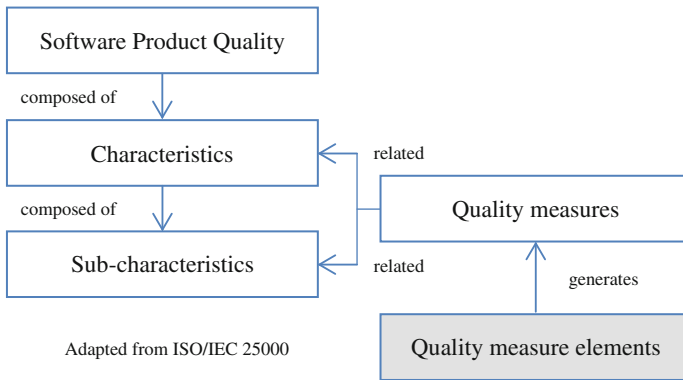 Software Product Quality
composed of
Characteristics
related
composed of
Quality measures
Sub-characteristics
related
generates
Adapted from ISO/IEC 25000
Quality measure elements